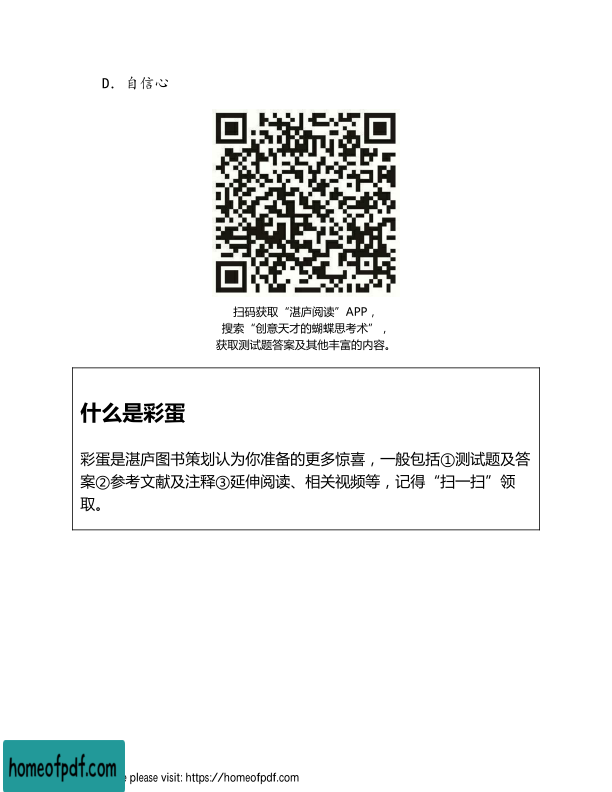 D. 自信心
扫码获取“湛庐阅读”APP，
搜索“创意天才的蝴蝶思考术”，
获取测试题答案及其他丰富的内容。
什么是彩蛋
彩蛋是湛庐图书策划认为你准备的更多惊喜，一般包括①测试题及答
案②参考文献及注释③延伸阅读、相关视频等，记得“扫一扫”领
取。
homeofpdf.com
please visit: https://homeofpdf.com